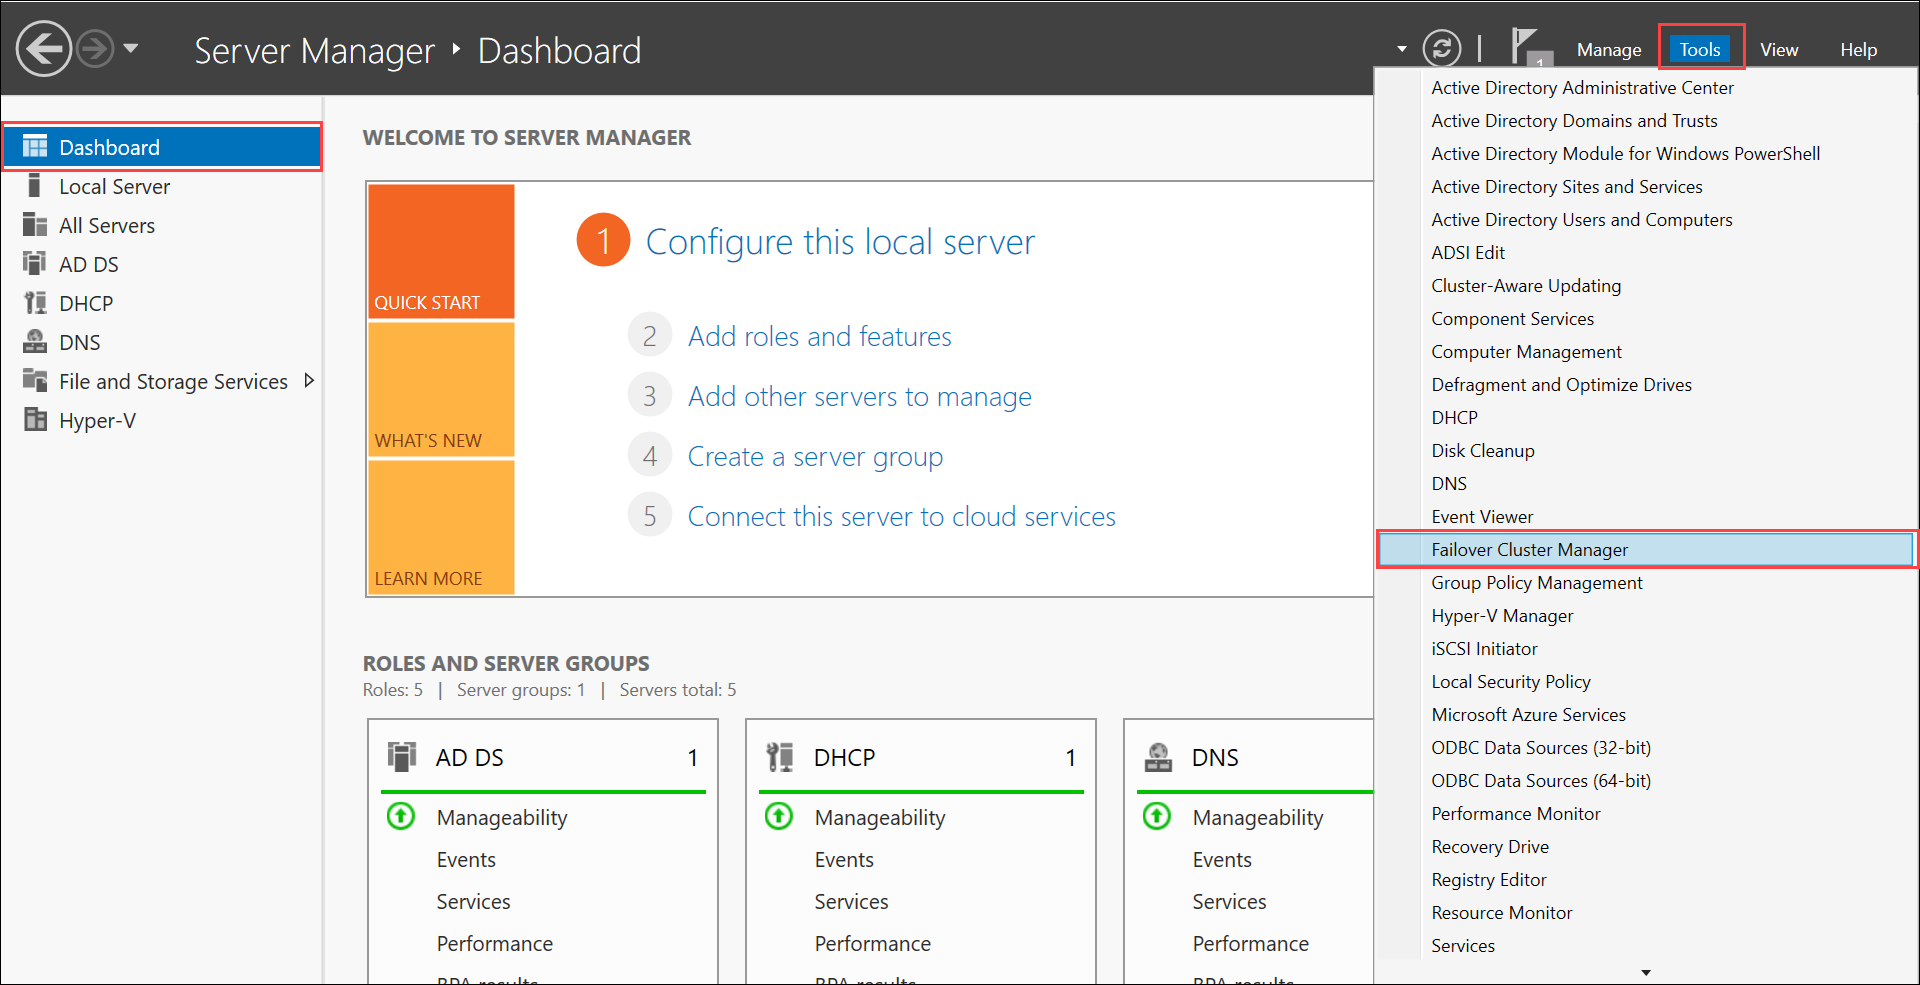 Server Manager ‣ Dashboard
1
Manage Tools View Help
Dashboard
Local Server
All Servers
AD DS
DHCP
DNS
File and Storage Services
Hyper-V
WELCOME TO SERVER MANAGER
QUICK START
WHAT'S NEW
LEARN MORE
1 Configure this local server
2 Add roles and features
3 Add other servers to manage
4 Create a server group
5 Connect this server to cloud services
ROLES AND SERVER GROUPS
Roles: 5 | Server groups: 1 | Servers total: 5
AD DS 1
Manageability
Events
Services
Performance
BPA results
DHCP 1
Manageability
Events
Services
Performance
BPA results
DNS
Manageability
Events
Services
Performance
BPA results
Active Directory Administrative Center
Active Directory Domains and Trusts
Active Directory Module for Windows PowerShell
Active Directory Sites and Services
Active Directory Users and Computers
ADSI Edit
Cluster-Aware Updating
Component Services
Computer Management
Defragment and Optimize Drives
DHCP
Disk Cleanup
DNS
Event Viewer
Failover Cluster Manager
Group Policy Management
Hyper-V Manager
iSCSI Initiator
Local Security Policy
Microsoft Azure Services
ODBC Data Sources (32-bit)
ODBC Data Sources (64-bit)
Performance Monitor
Recovery Drive
Registry Editor
Resource Monitor
Services